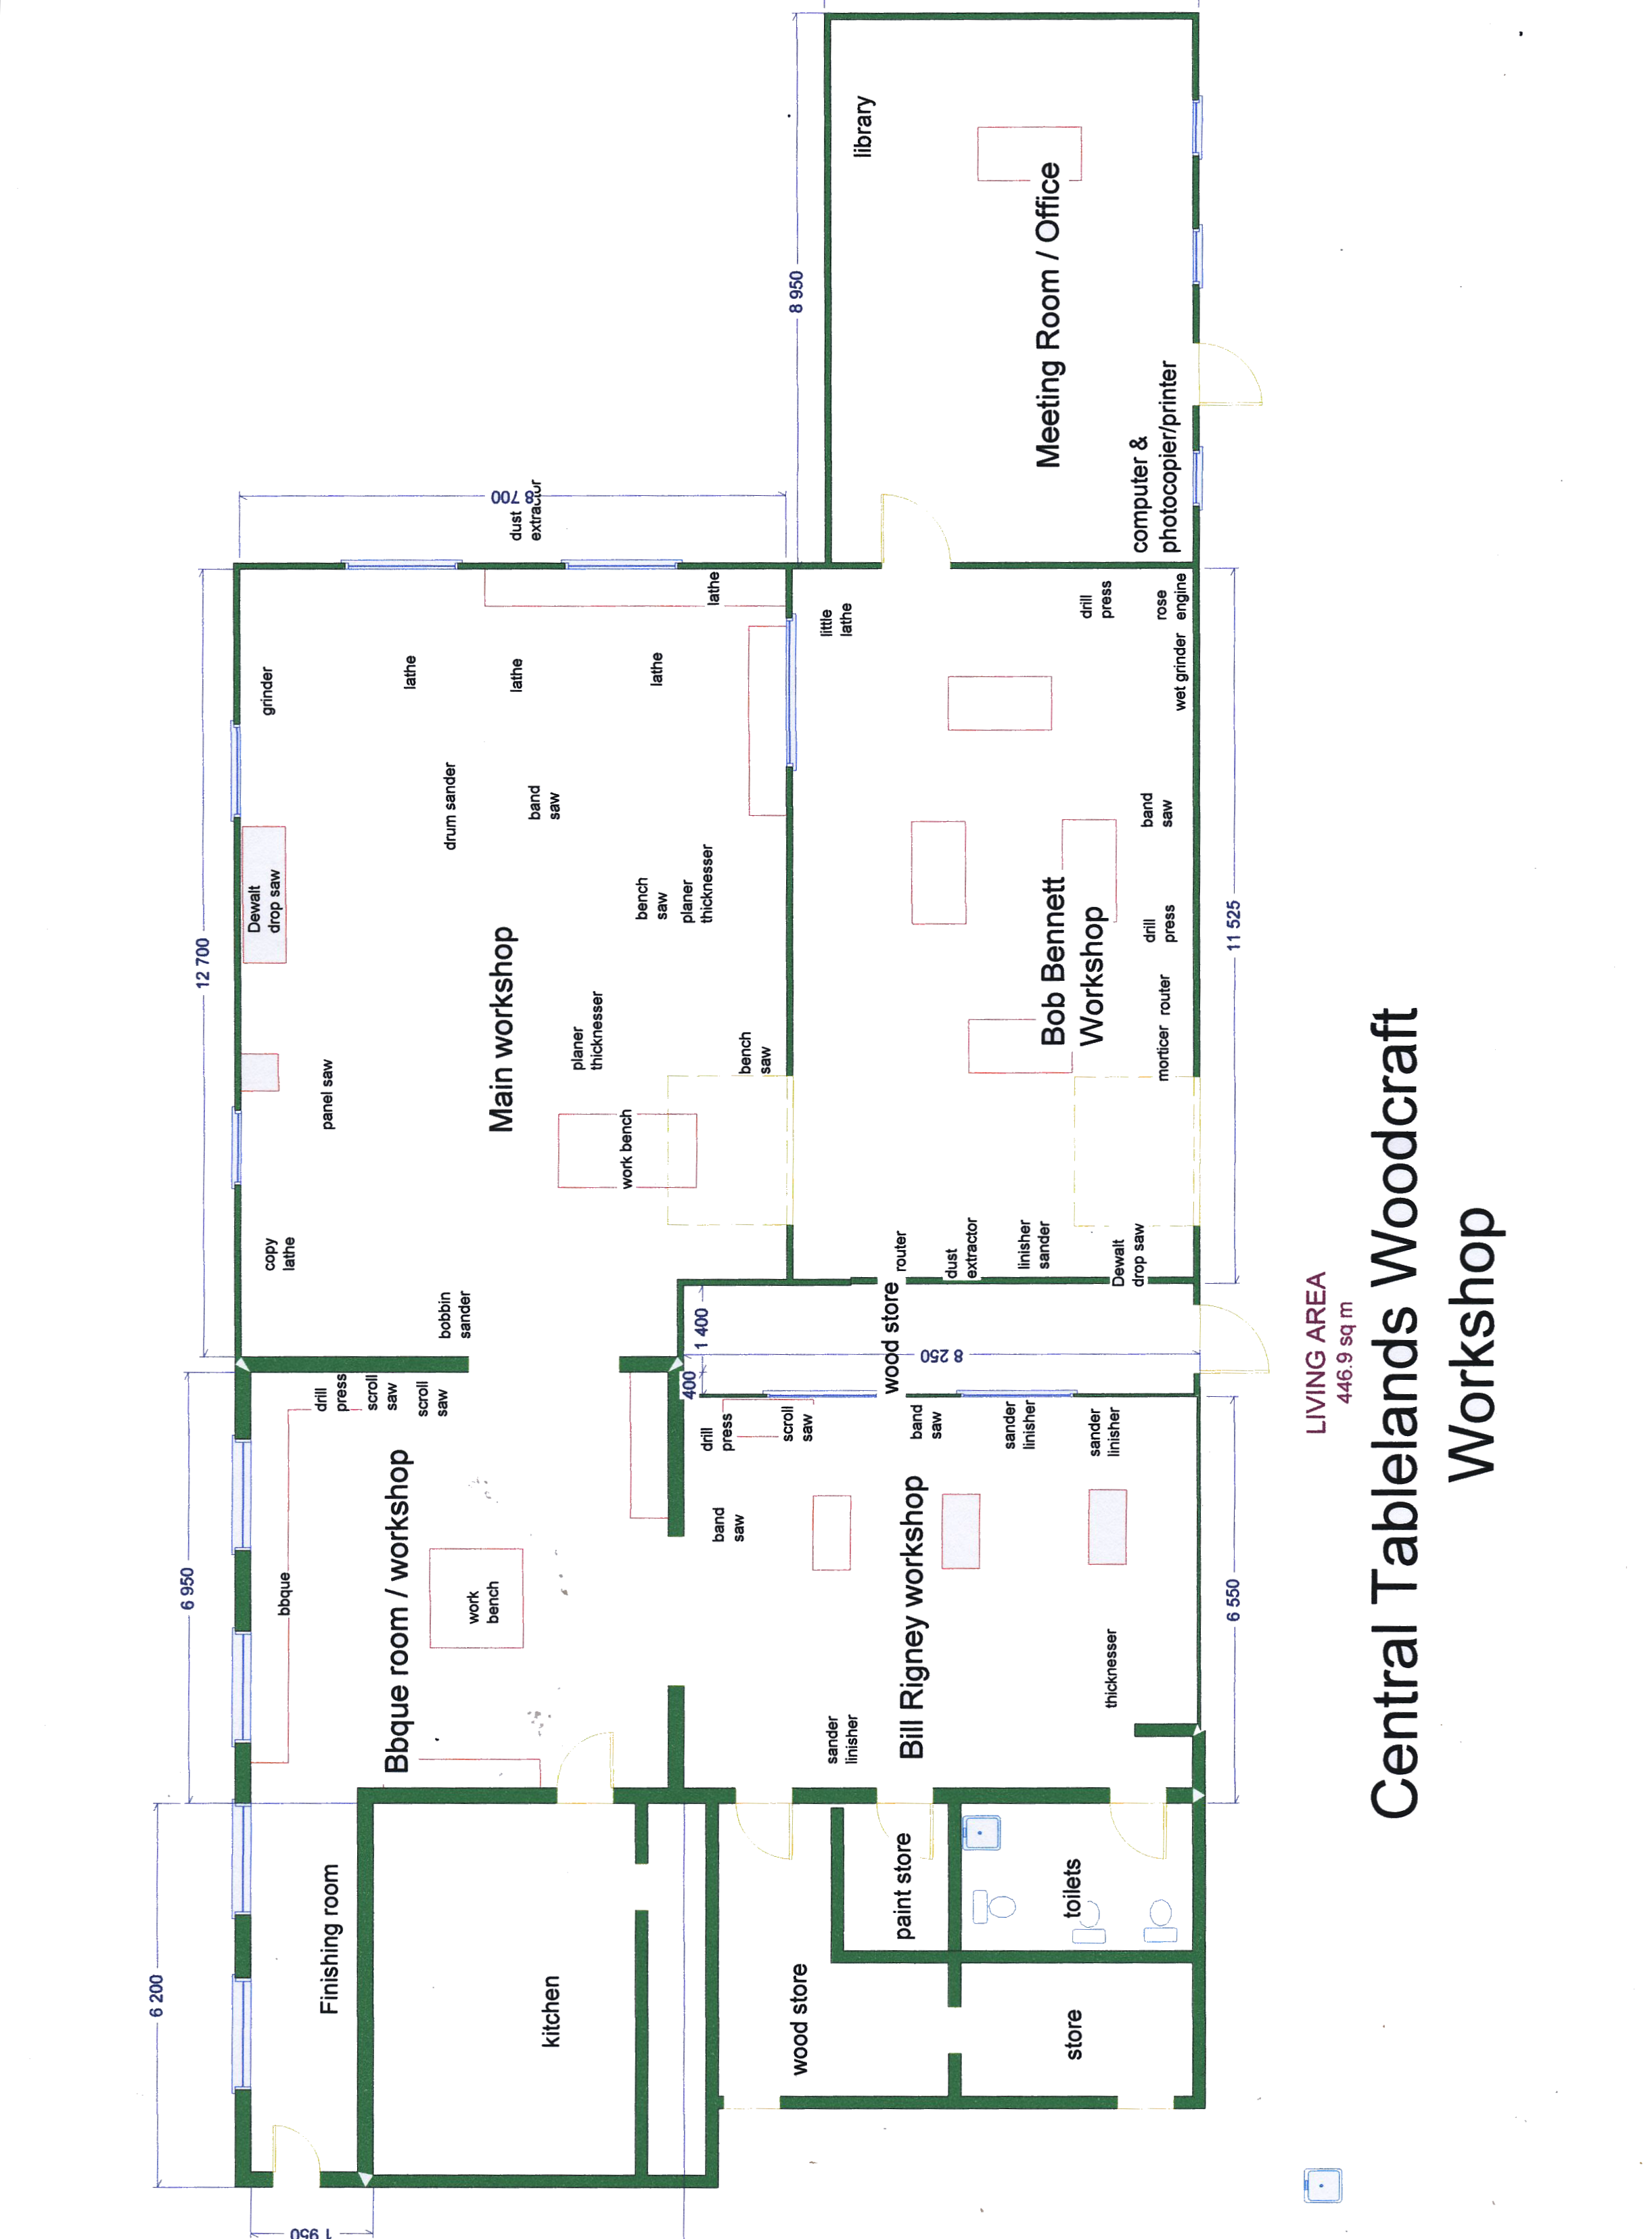 6 200
6 950
12 700
8 700
8 950
1 950
Finishing room
kitchen
bbque
Bbque room / workshop
work
bench
drill
press
scroll
saw
scroll
saw
bobbin
sander
copy
lathe
panel saw
Dewalt
drop saw
grinder
Main workshop
work bench
planer
thicknesser
bench
saw
drum sander
band
saw
bench
saw
planer
thicknesser
lathe
lathe
lathe
lathe
dust
extractor
library
Meeting Room / Office
computer &
photocopier/printer
wood store
paint store
store
toilets
sander
linisher
Bill Rigney workshop
thicknesser
band
saw
drill
press
scroll
saw
band
saw
sander
linisher
sander
linisher
400
1 400
8 250
wood store
router
dust
extractor
linisher
sander
Dewalt
drop saw
Bob Bennett
Workshop
morticer
router
drill
press
band
saw
wet grinder
rose
engine
drill
press
little
lathe
6 550
11 525
LIVING AREA
446.9 sq m
Central Tablelands Woodcraft
Workshop